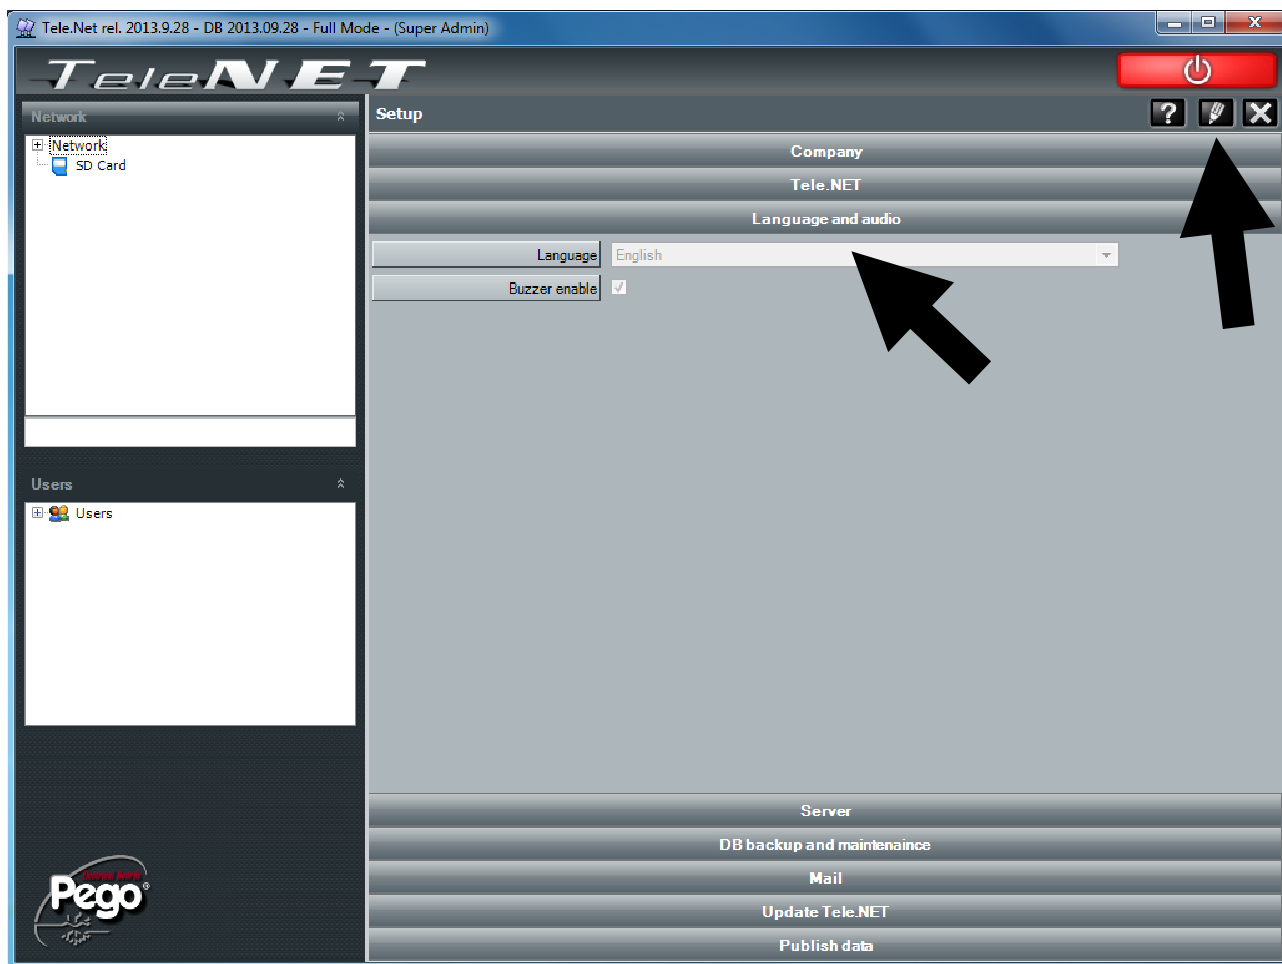 Tele.Net rel. 2013.9.28 - DB 2013.09.28 - Full Mode - (Super Admin)
TeleNET
Network
Setup
?
Network
SD Card
Company
Tele.NET
Language and audio
Language English
Buzzer enable
Users
Users
Server
DB backup and maintenaince
Mail
Update Tele.NET
Publish data
Pego®